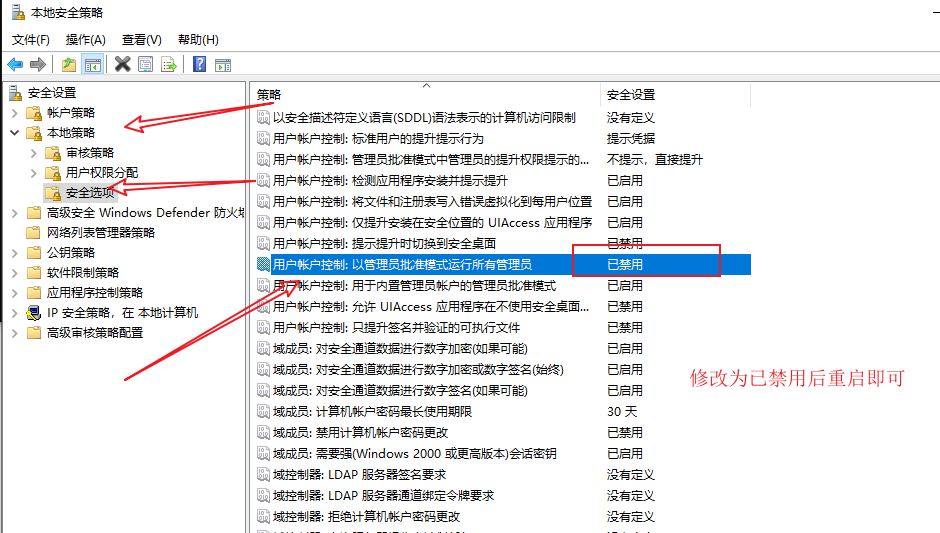 本地安全策略
文件(F) 操作(A) 查看(V) 帮助(H)
安全设置
帐户策略
本地策略
审核策略
用户权限分配
安全选项
高级安全 Windows Defender 防火墙
网络列表管理器策略
公钥策略
软件限制策略
应用程序控制策略
IP 安全策略，在 本地计算机
高级审核策略配置
策略 安全设置
以安全描述符定义语言(SDDL)语法表示的计算机访问限制 没有定义
用户帐户控制: 标准用户的提升提示行为 提示凭据
用户帐户控制: 管理员批准模式中管理员的提升权限提示的... 不提示，直接提升
用户帐户控制: 检测应用程序安装并提示提升 已启用
用户帐户控制: 将文件和注册表写入错误虚拟化到每用户位置 已启用
用户帐户控制: 仅提升安装在安全位置的 UIAccess 应用程序 已启用
用户帐户控制: 提示提升时切换到安全桌面 已禁用
用户帐户控制: 以管理员批准模式运行所有管理员 已禁用
用户帐户控制: 用于内置管理员帐户的管理员批准模式 已启用
用户帐户控制: 允许 UIAccess 应用程序在不使用安全桌面... 已禁用
用户帐户控制: 只提升签名并验证的可执行文件 已禁用
域成员: 对安全通道数据进行数字加密(如果可能) 已启用
域成员: 对安全通道数据进行数字加密或数字签名(始终) 已启用
域成员: 对安全通道数据进行数字签名(如果可能) 已启用
域成员: 计算机帐户密码最长使用期限 30 天
域成员: 禁用计算机帐户密码更改 已禁用
域成员: 需要强(Windows 2000 或更高版本)会话密钥 已启用
域控制器: LDAP 服务器签名要求 没有定义
域控制器: LDAP 服务器通道绑定令牌要求 没有定义
域控制器: 拒绝计算机帐户密码更改 没有定义
修改为已禁用后重启即可